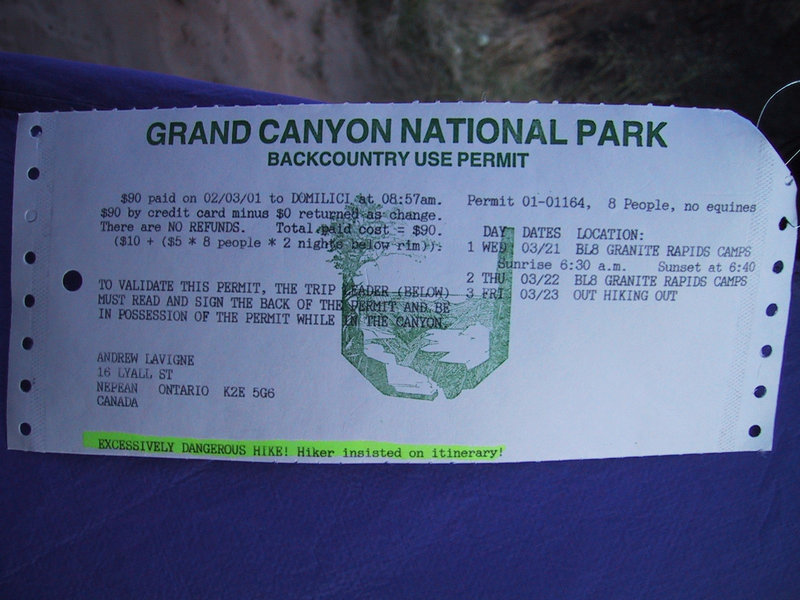 GRAND CANYON NATIONAL PARK
BACKCOUNTRY USE PERMIT
$90 paid on 02/03/01 to DOMILICI at 08:57am.
$90 by credit card minus $0 returned as change.
There are NO REFUNDS. Total paid cost = $90.
($10 + ($5 * 8 people * 2 nights below rim)).
Permit 01-01164, 8 People, no equines
DAY DATES LOCATION:
1 WED 03/21 BL8 GRANITE RAPIDS CAMPS
Sunrise 6:30 a.m. Sunset at 6:40
2 THU 03/22 BL8 GRANITE RAPIDS CAMPS
3 FRI 03/23 OUT HIKING OUT
TO VALIDATE THIS PERMIT, THE TRIP LEADER (BELOW)
MUST READ AND SIGN THE BACK OF THE PERMIT AND BE
IN POSSESSION OF THE PERMIT WHILE IN THE CANYON.
ANDREW LAVIGNE
16 LYALL ST
NEPEAN ONTARIO K2E 5G6
CANADA
EXCESSIVELY DANGEROUS HIKE! Hiker insisted on itinerary!